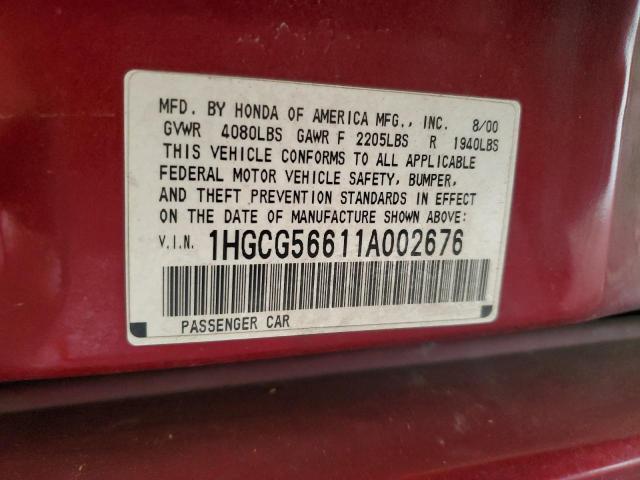 MFD. BY HONDA OF AMERICA MFG., INC. 8/00
GVWR 4080LBS GAWR F 2205LBS R 1940LBS
THIS VEHICLE CONFORMS TO ALL APPLICABLE
FEDERAL MOTOR VEHICLE SAFETY, BUMPER,
AND THEFT PREVENTION STANDARDS IN EFFECT
ON THE DATE OF MANUFACTURE SHOWN ABOVE:
V.I.N. 1HGCG56611A002676
PASSENGER CAR